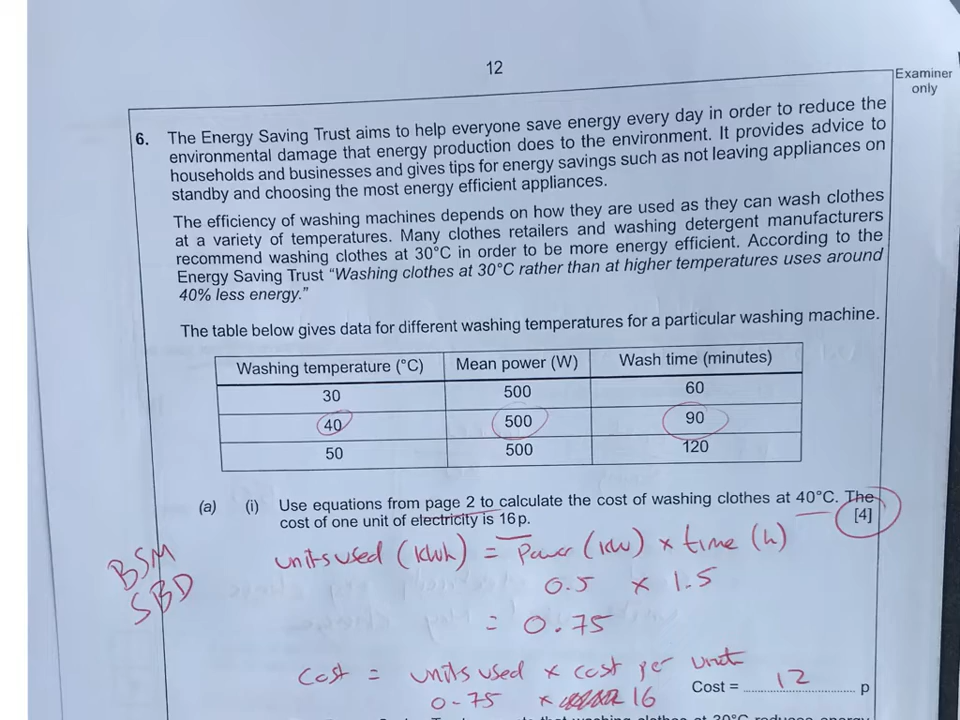 12
Examiner
only
6. The Energy Saving Trust aims to help everyone save energy every day in order to reduce the
environmental damage that energy production does to the environment. It provides advice to
households and businesses and gives tips for energy savings such as not leaving appliances on
standby and choosing the most energy efficient appliances.
The efficiency of washing machines depends on how they are used as they can wash clothes
at a variety of temperatures. Many clothes retailers and washing detergent manufacturers
recommend washing clothes at 30°C in order to be more energy efficient. According to the
Energy Saving Trust "Washing clothes at 30°C rather than at higher temperatures uses around
40% less energy."
The table below gives data for different washing temperatures for a particular washing machine.
Washing temperature (°C) Mean power (W) Wash time (minutes)
30 500 60
40 500 90
50 500 120
(a) (i) Use equations from page 2 to calculate the cost of washing clothes at 40°C. The
cost of one unit of electricity is 16p. [4]
units used (kWh) = Power (kW) × time (h)
BSM
SBD
0.5 × 1.5
= 0.75
Cost = units used × cost per unit
0.75 × 16
Cost = 12 p